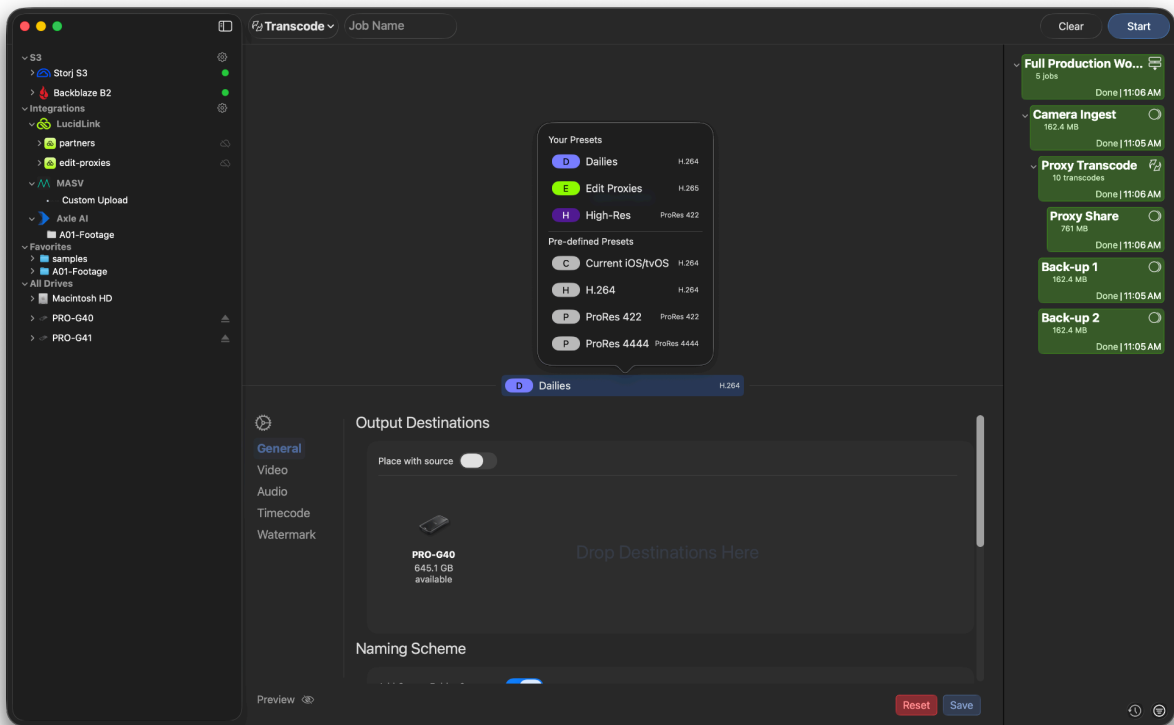 Transcode
Job Name
Clear
Start
S3
Storj S3
Backblaze B2
Integrations
LucidLink
partners
edit-proxies
MASV
Custom Upload
Axle AI
A01-Footage
Favorites
samples
A01-Footage
All Drives
Macintosh HD
PRO-G40
PRO-G41
Your Presets
D Dailies H.264
E Edit Proxies H.265
H High-Res ProRes 422
Pre-defined Presets
C Current iOS/tvOS H.264
H H.264 H.264
P ProRes 422 ProRes 422
P ProRes 4444 ProRes 4444
D Dailies H.264
General
Video
Audio
Timecode
Watermark
Output Destinations
Place with source
PRO-G40
645.1 GB
available
Drop Destinations Here
Naming Scheme
Preview
Reset
Save
Full Production Wo...
5 jobs
Done | 11:06 AM
Camera Ingest
162.4 MB
Done | 11:05 AM
Proxy Transcode
10 transcodes
Done | 11:06 AM
Proxy Share
761 MB
Done | 11:06 AM
Back-up 1
162.4 MB
Done | 11:05 AM
Back-up 2
162.4 MB
Done | 11:05 AM